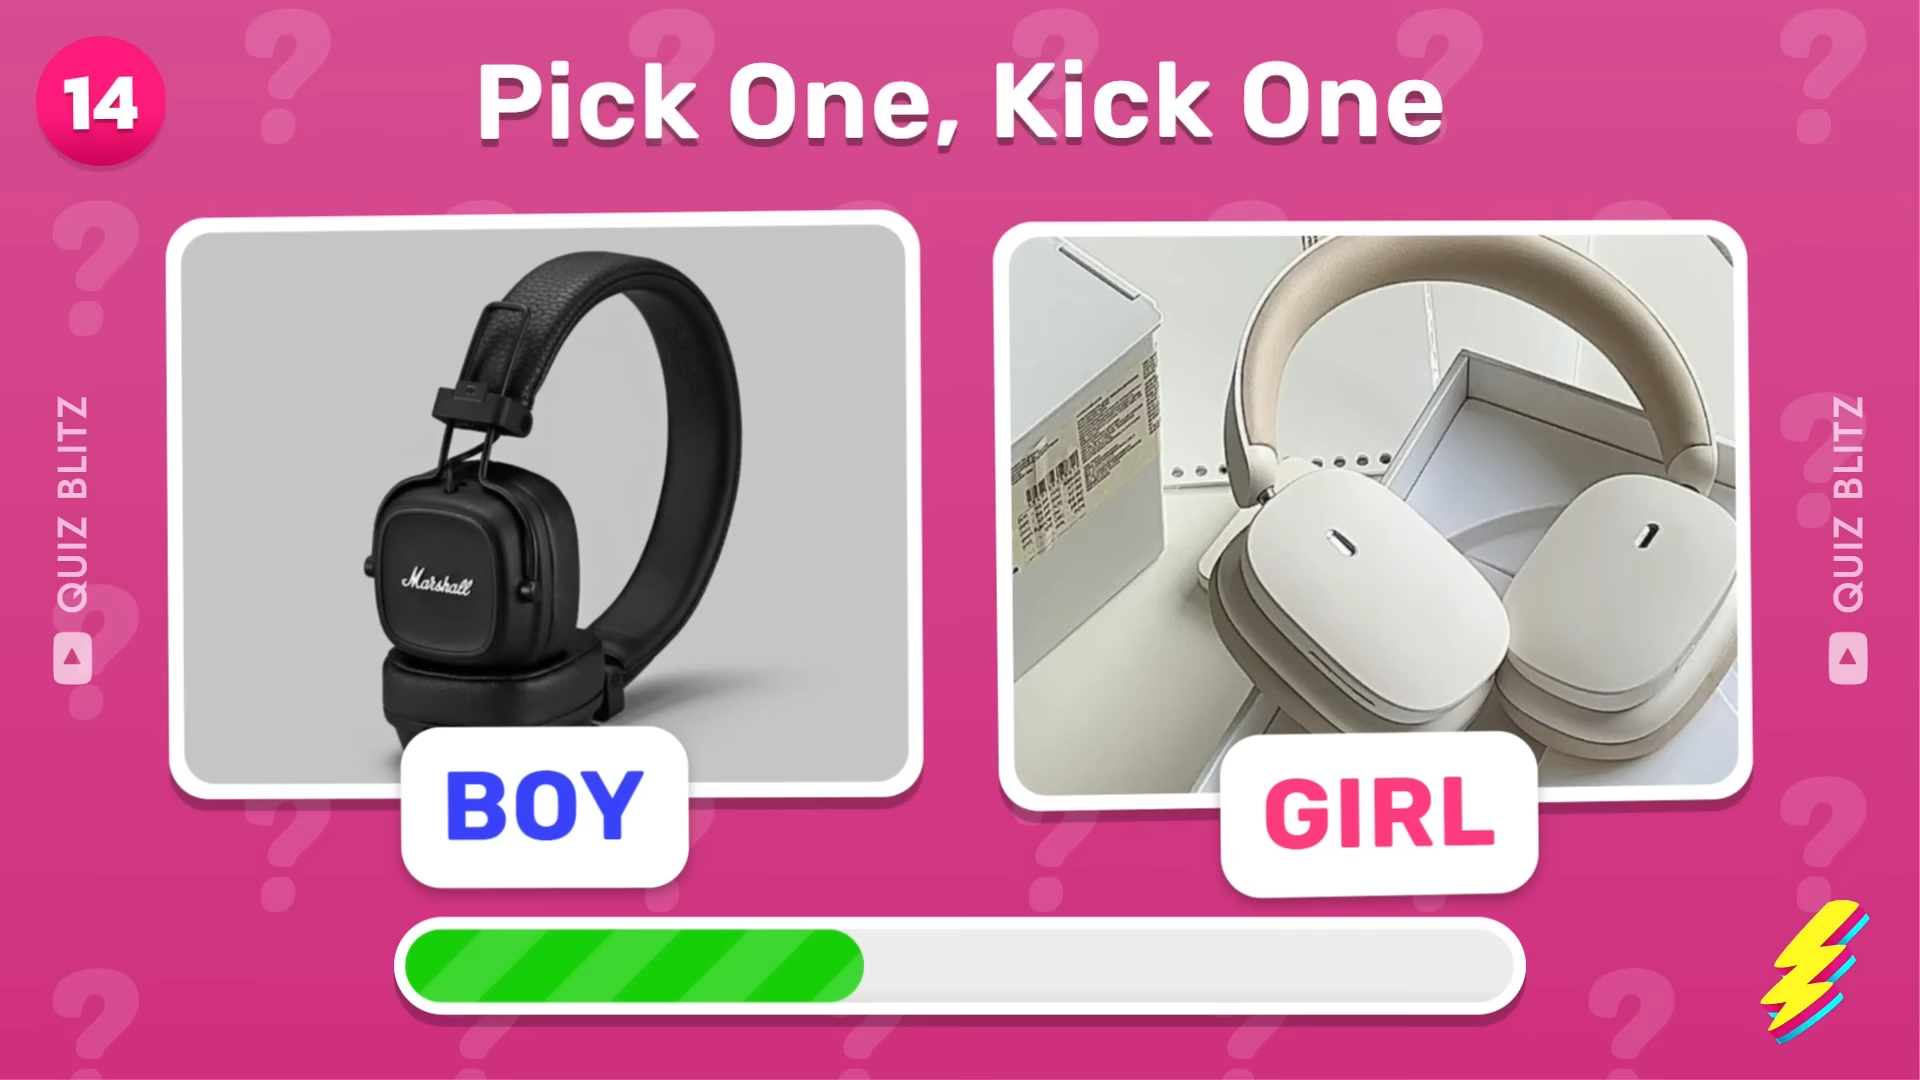 14
Pick One, Kick One
QUIZ BLITZ
Marshall
QUIZ BLITZ
BOY
GIRL